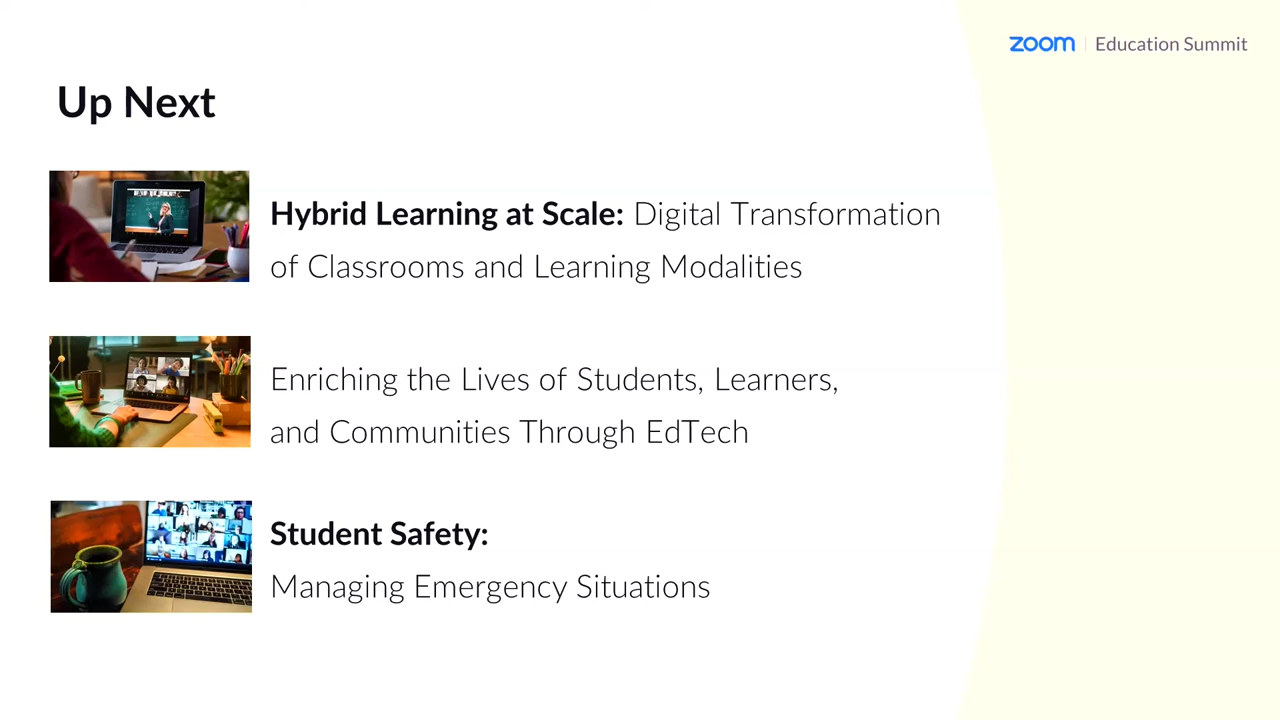 zoom | Education Summit
Up Next
Hybrid Learning at Scale: Digital Transformation
of Classrooms and Learning Modalities
Enriching the Lives of Students, Learners,
and Communities Through EdTech
Student Safety:
Managing Emergency Situations